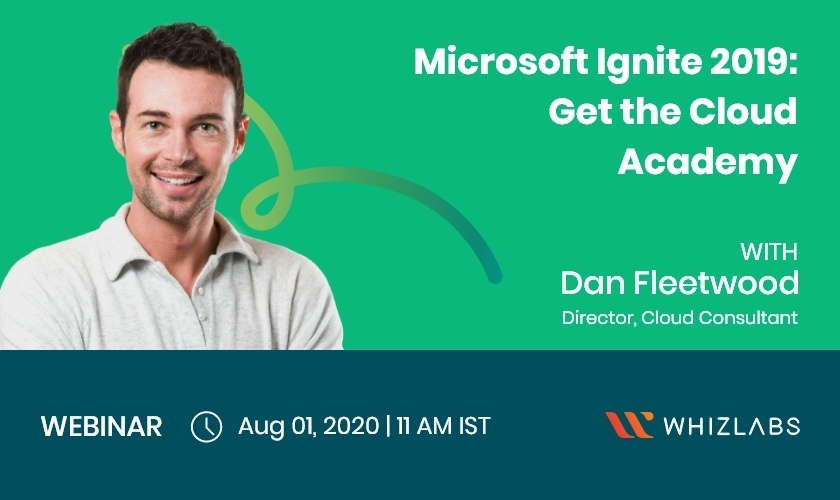 Microsoft Ignite 2019:
Get the Cloud
Academy
WITH
Dan Fleetwood
Director, Cloud Consultant
WEBINAR Aug 01, 2020 | 11 AM IST WHIZLABS